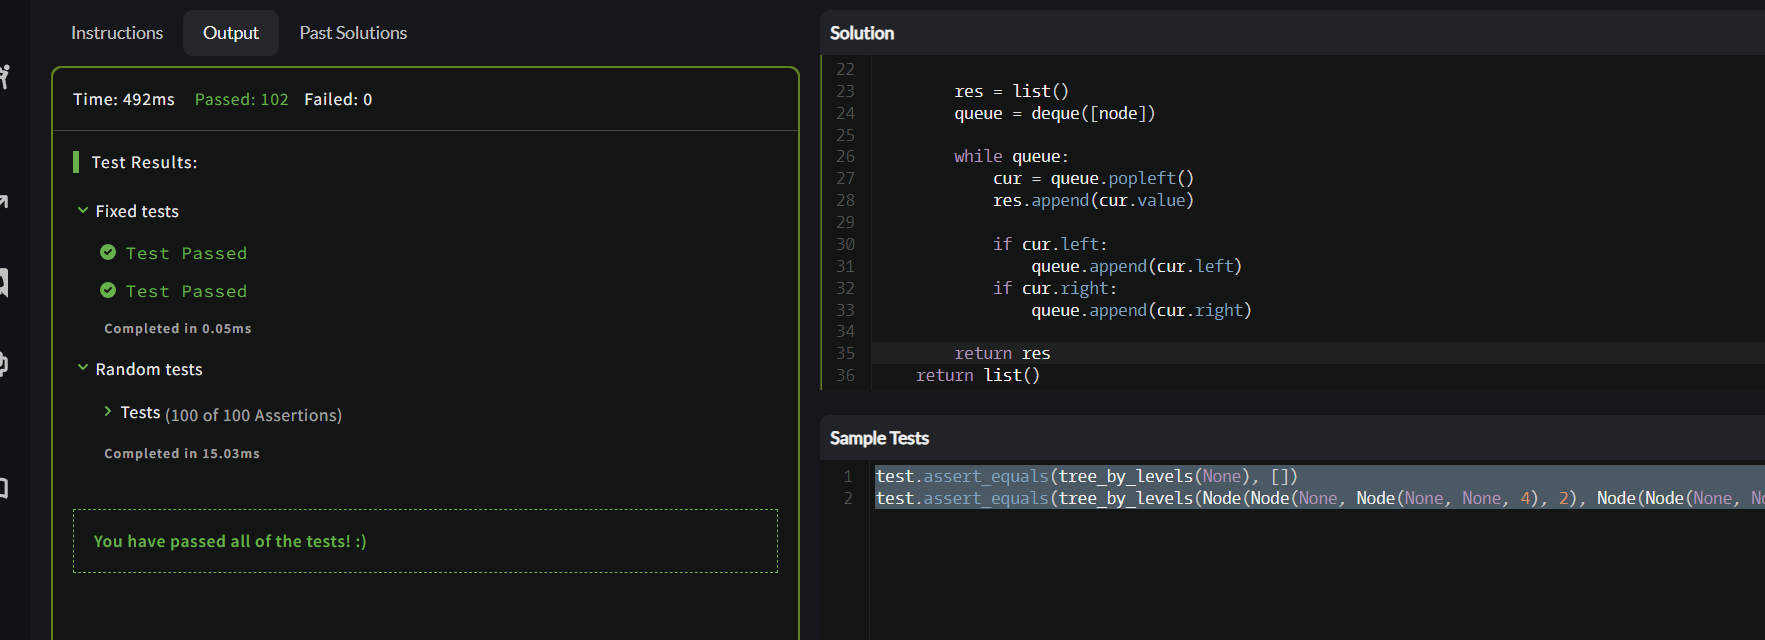 Instructions Output Past Solutions
Time: 492ms Passed: 102 Failed: 0
Test Results:
Fixed tests
Test Passed
Test Passed
Completed in 0.05ms
Random tests
Tests (100 of 100 Assertions)
Completed in 15.03ms
You have passed all of the tests! :)
Solution
22
23 res = list()
24 queue = deque([node])
25
26 while queue:
27 cur = queue.popleft()
28 res.append(cur.value)
29
30 if cur.left:
31 queue.append(cur.left)
32 if cur.right:
33 queue.append(cur.right)
34
35 return res
36 return list()
Sample Tests
1 test.assert_equals(tree_by_levels(None), [])
2 test.assert_equals(tree_by_levels(Node(Node(None, Node(None, None, 4), 2), Node(Node(None,